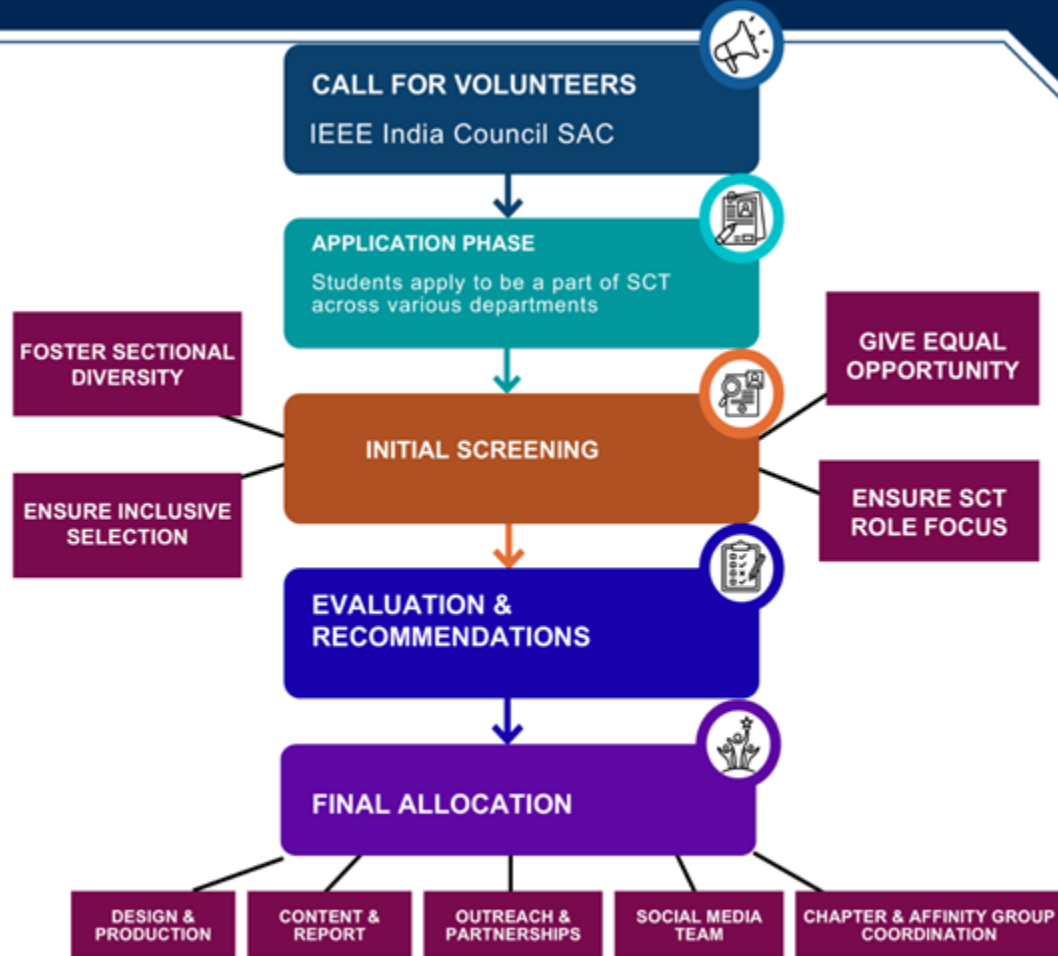 CALL FOR VOLUNTEERS
IEEE India Council SAC
APPLICATION PHASE
Students apply to be a part of SCT
across various departments
FOSTER SECTIONAL
DIVERSITY
GIVE EQUAL
OPPORTUNITY
INITIAL SCREENING
ENSURE INCLUSIVE
SELECTION
ENSURE SCT
ROLE FOCUS
EVALUATION &
RECOMMENDATIONS
FINAL ALLOCATION
DESIGN &
PRODUCTION
CONTENT &
REPORT
OUTREACH &
PARTNERSHIPS
SOCIAL MEDIA
TEAM
CHAPTER & AFFINITY GROUP
COORDINATION